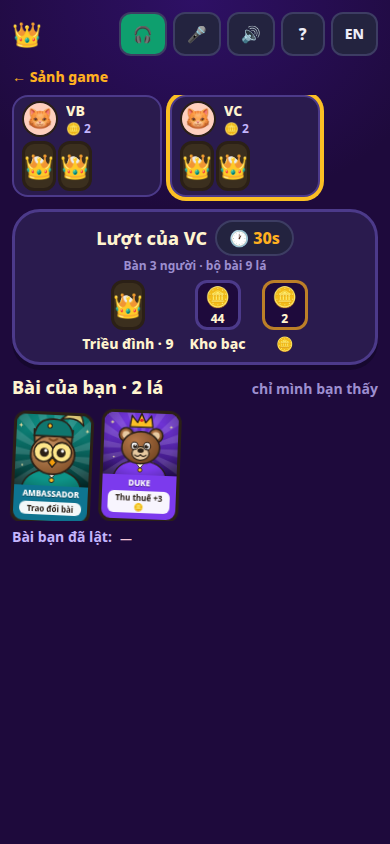 ?
EN
← Sảnh game
VB
2
VC
2
Lượt của VC
30s
Bàn 3 người · bộ bài 9 lá
44
2
Triều đình · 9
Kho bạc
Bài của bạn · 2 lá
chỉ mình bạn thấy
AMBASSADOR
Trao đổi bài
DUKE
Thu thuế +3
Bài bạn đã lật: —